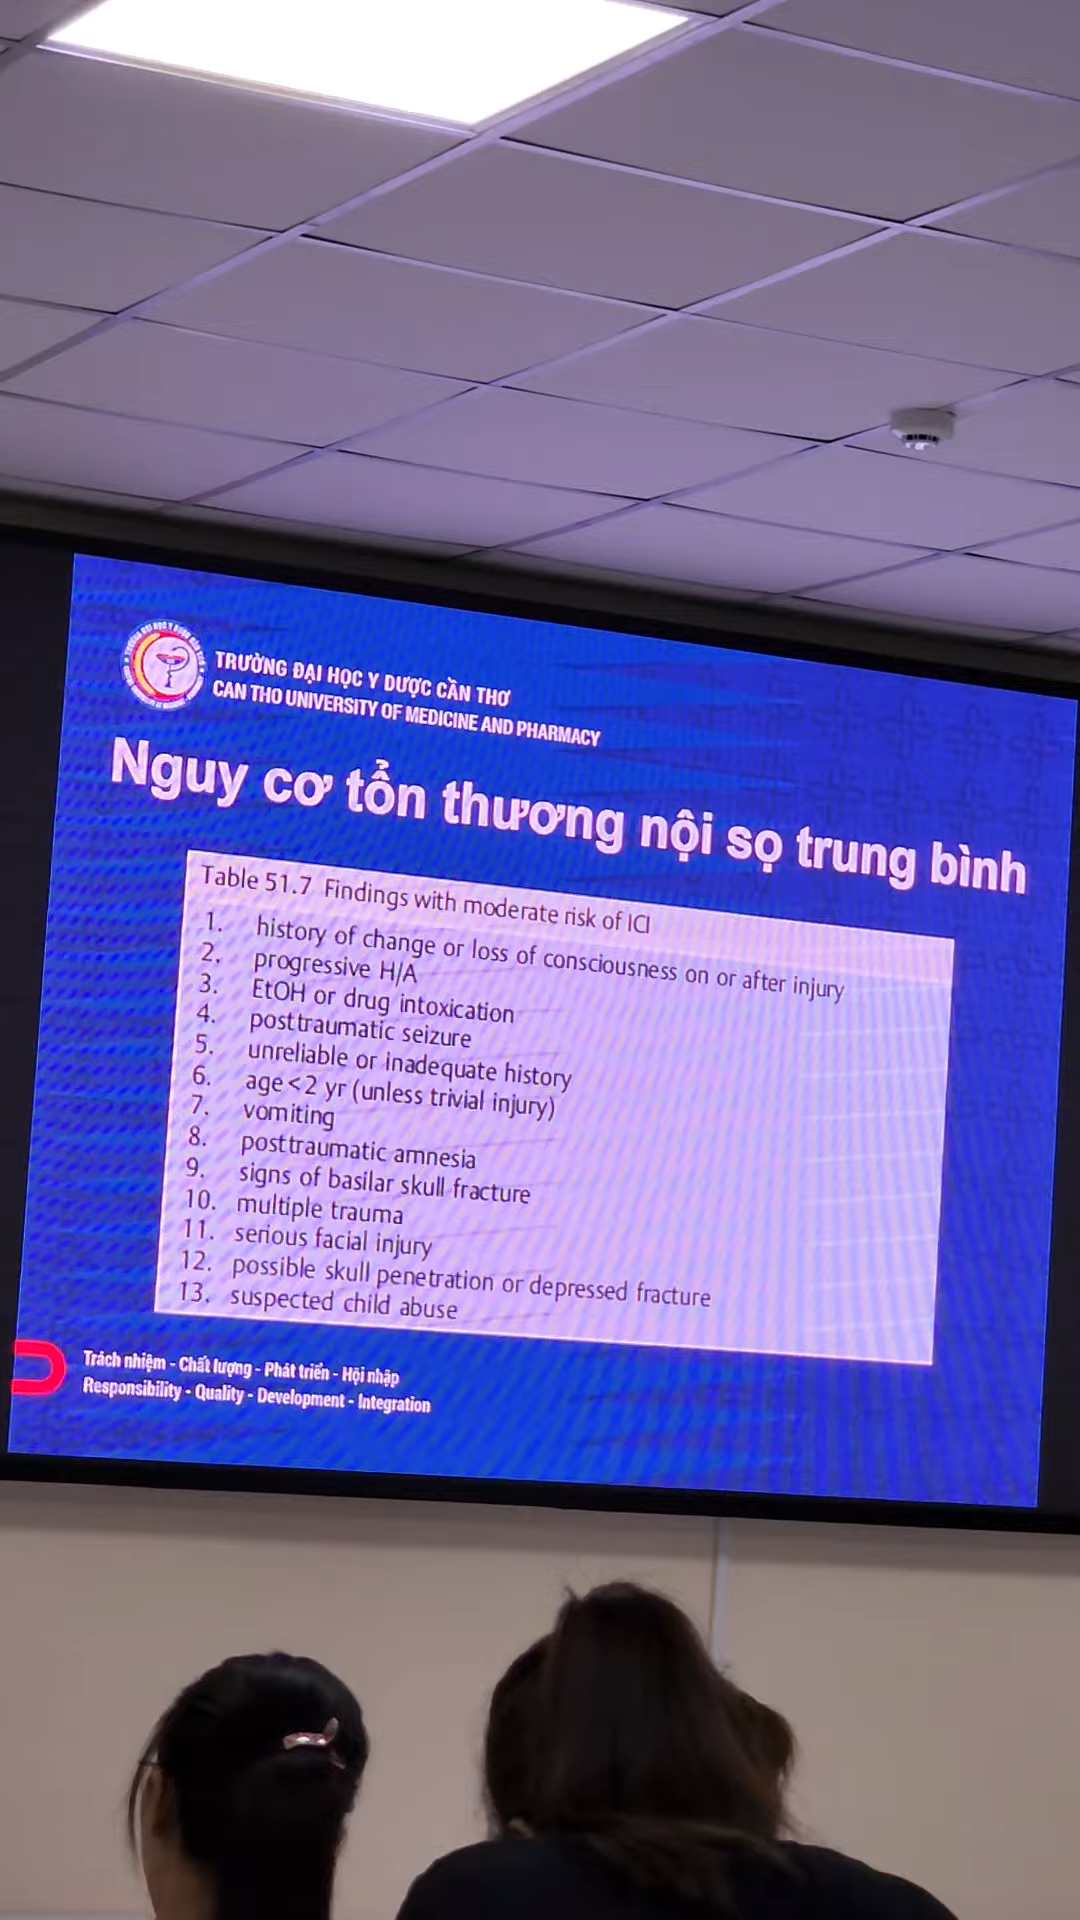 TRƯỜNG ĐẠI HỌC Y DƯỢC CẦN THƠ
CAN THO UNIVERSITY OF MEDICINE AND PHARMACY
Nguy cơ tổn thương nội sọ trung bình
Table 51.7 Findings with moderate risk of ICI
1. history of change or loss of consciousness on or after injury
2. progressive H/A
3. EtOH or drug intoxication
4. posttraumatic seizure
5. unreliable or inadequate history
6. age<2 yr (unless trivial injury)
7. vomiting
8. posttraumatic amnesia
9. signs of basilar skull fracture
10. multiple trauma
11. serious facial injury
12. possible skull penetration or depressed fracture
13. suspected child abuse
Trách nhiệm - Chất lượng - Phát triển - Hội nhập
Responsibility - Quality - Development - Integration